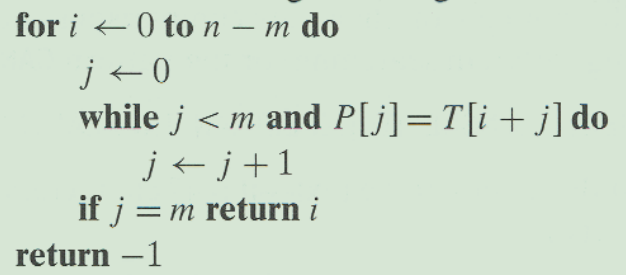 for i ← 0 to n − m do
j ← 0
while j < m and P[j] = T[i + j] do
j ← j + 1
if j = m return i
return −1